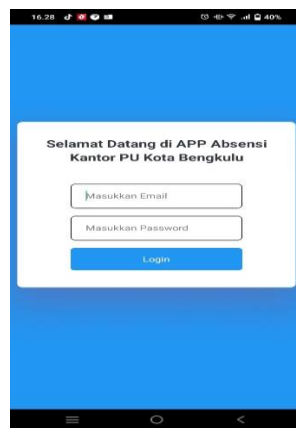 16.28
40%
Selamat Datang di APP Absensi
Kantor PU Kota Bengkulu
Masukkan Email
Masukkan Password
Login